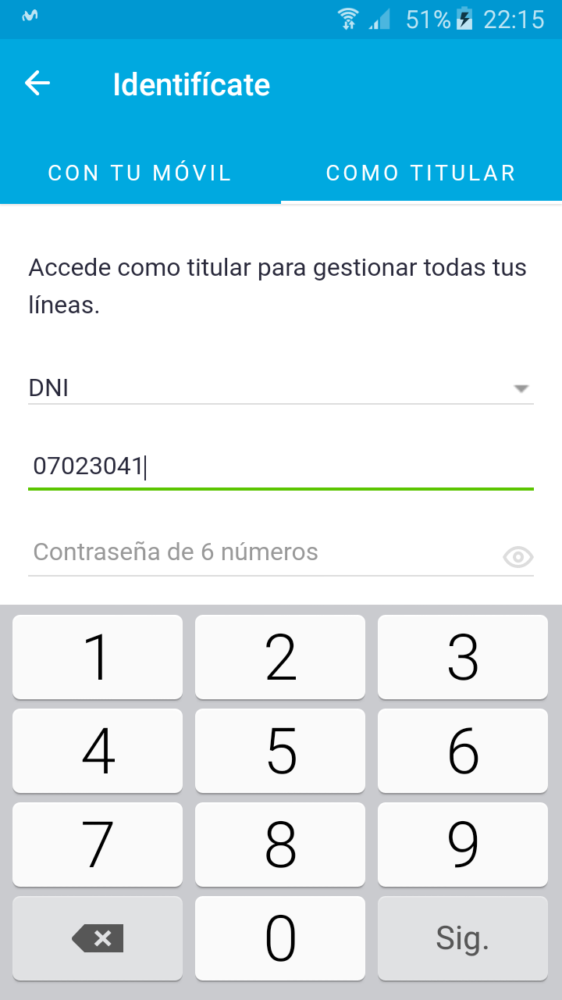 51% 22:15
Identifícate
CON TU MÓVIL COMO TITULAR
Accede como titular para gestionar todas tus
líneas.
DNI
07023041
Contraseña de 6 números
1 2 3
4 5 6
7 8 9
0 Sig.